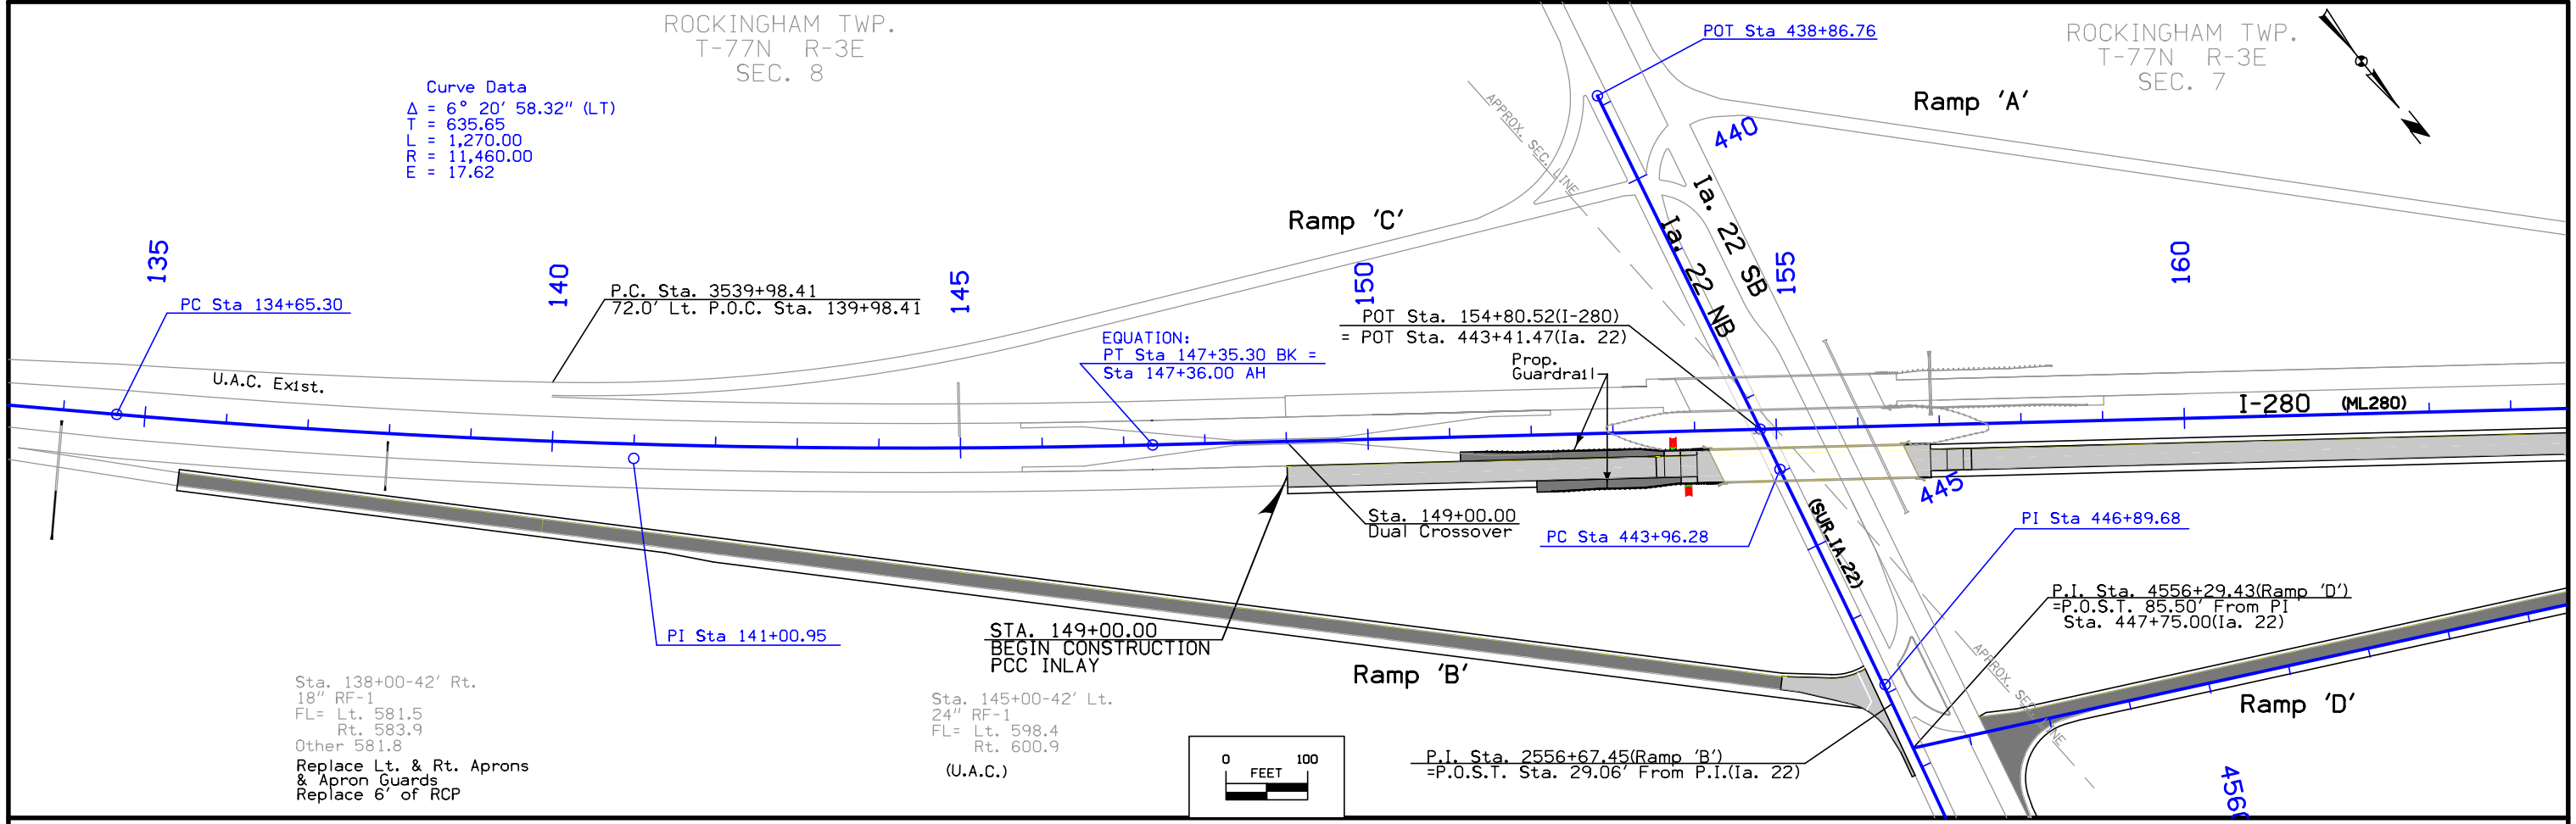 ROCKINGHAM TWP.
T-77N R-3E
SEC. 8
ROCKINGHAM TWP.
T-77N R-3E
SEC. 7
POT Sta 438+86.76
Curve Data
Δ = 6° 20' 58.32" (LT)
T = 635.65
L = 1,270.00
R = 11,460.00
E = 17.62
Ramp 'A'
440
APPROX. SEC. LINE
Ramp 'C'
Ia. 22 SB
Ia. 22 NB
135
140
145
150
155
160
PC Sta 134+65.30
P.C. Sta. 3539+98.41
72.0' Lt. P.O.C. Sta. 139+98.41
EQUATION:
PT Sta 147+35.30 BK =
Sta 147+36.00 AH
POT Sta. 154+80.52(I-280)
= POT Sta. 443+41.47(Ia. 22)
Prop.
Guardrail
U.A.C. Exist.
I-280 (ML280)
445
Sta. 149+00.00
Dual Crossover
PC Sta 443+96.28
(SUR_IA_22)
PI Sta 446+89.68
P.I. Sta. 4556+29.43(Ramp 'D')
=P.O.S.T. 85.50' From PI
Sta. 447+75.00(Ia. 22)
PI Sta 141+00.95
STA. 149+00.00
BEGIN CONSTRUCTION
PCC INLAY
Ramp 'B'
APPROX. SEC. LINE
Ramp 'D'
Sta. 138+00-42' Rt.
18" RF-1
FL= Lt. 581.5
Rt. 583.9
Other 581.8
Replace Lt. & Rt. Aprons
& Apron Guards
Replace 6' of RCP
Sta. 145+00-42' Lt.
24" RF-1
FL= Lt. 598.4
Rt. 600.9
(U.A.C.)
0 100
FEET
P.I. Sta. 2556+67.45(Ramp 'B')
=P.O.S.T. Sta. 29.06' From P.I.(Ia. 22)
4560